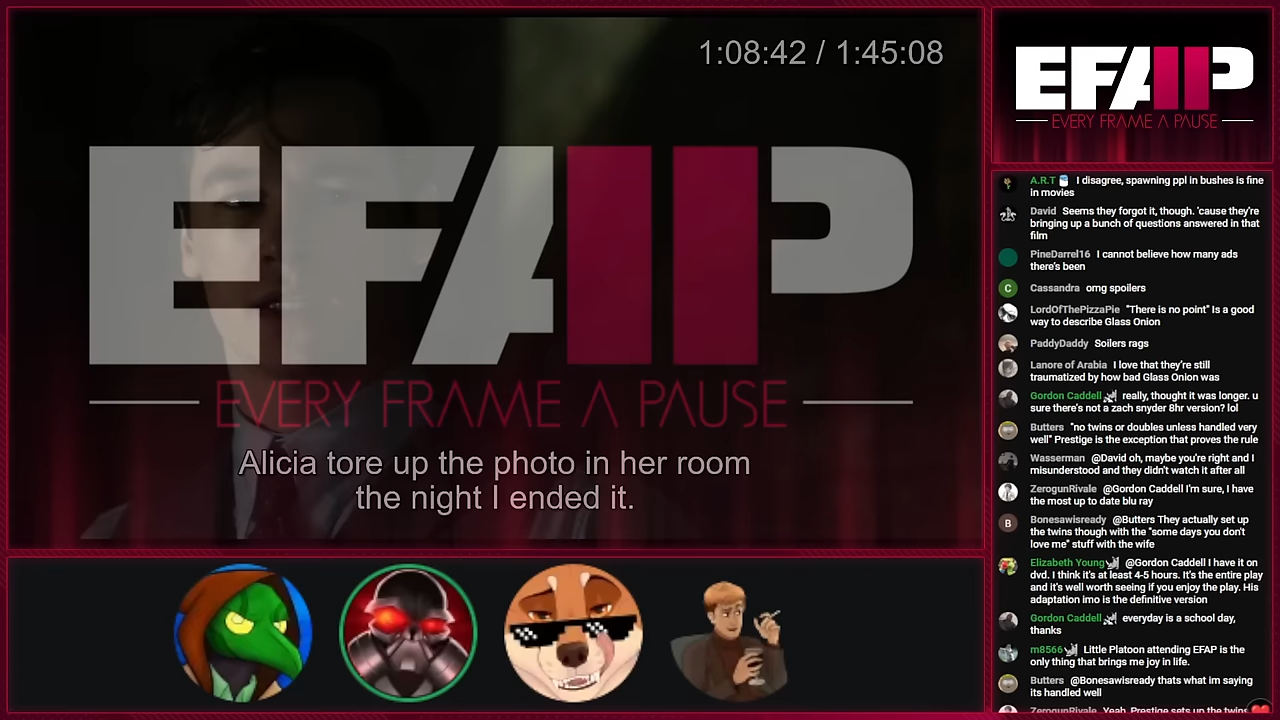 1:08:42 / 1:45:08
EFAP
EVERY FRAME A PAUSE
Alicia tore up the photo in her room
the night I ended it.
EFAP
EVERY FRAME A PAUSE
A.R.T I disagree, spawning ppl in bushes is fine
in movies
David Seems they forgot it, though. 'cause they're
bringing up a bunch of questions answered in that
film
PineDarrel16 I cannot believe how many ads
there's been
C
Cassandra omg spoilers
LordOfThePizzaPie "There is no point" Is a good
way to describe Glass Onion
PaddyDaddy Soilers rags
Lanore of Arabia I love that they're still
traumatized by how bad Glass Onion was
Gordon Caddell really, thought it was longer. u
sure there's not a zach snyder 8hr version? lol
Butters "no twins or doubles unless handled very
well" Prestige is the exception that proves the rule
Wasserman @David oh, maybe you're right and I
misunderstood and they didn't watch it after all
ZerogunRivale @Gordon Caddell I'm sure, I have
the most up to date blu ray
B
Bonesawisready @Butters They actually set up
the twins though with the "some days you don't
love me" stuff with the wife
Elizabeth Young @Gordon Caddell I have it on
dvd. I think it's at least 4-5 hours. It's the entire play
and it's well worth seeing if you enjoy the play. His
adaptation imo is the definitive version
Gordon Caddell everyday is a school day,
thanks
m8566 Little Platoon attending EFAP is the
only thing that brings me joy in life.
Butters @Bonesawisready thats what im saying
its handled well
ZerogunRivale Yeah, Prestige sets up the twins